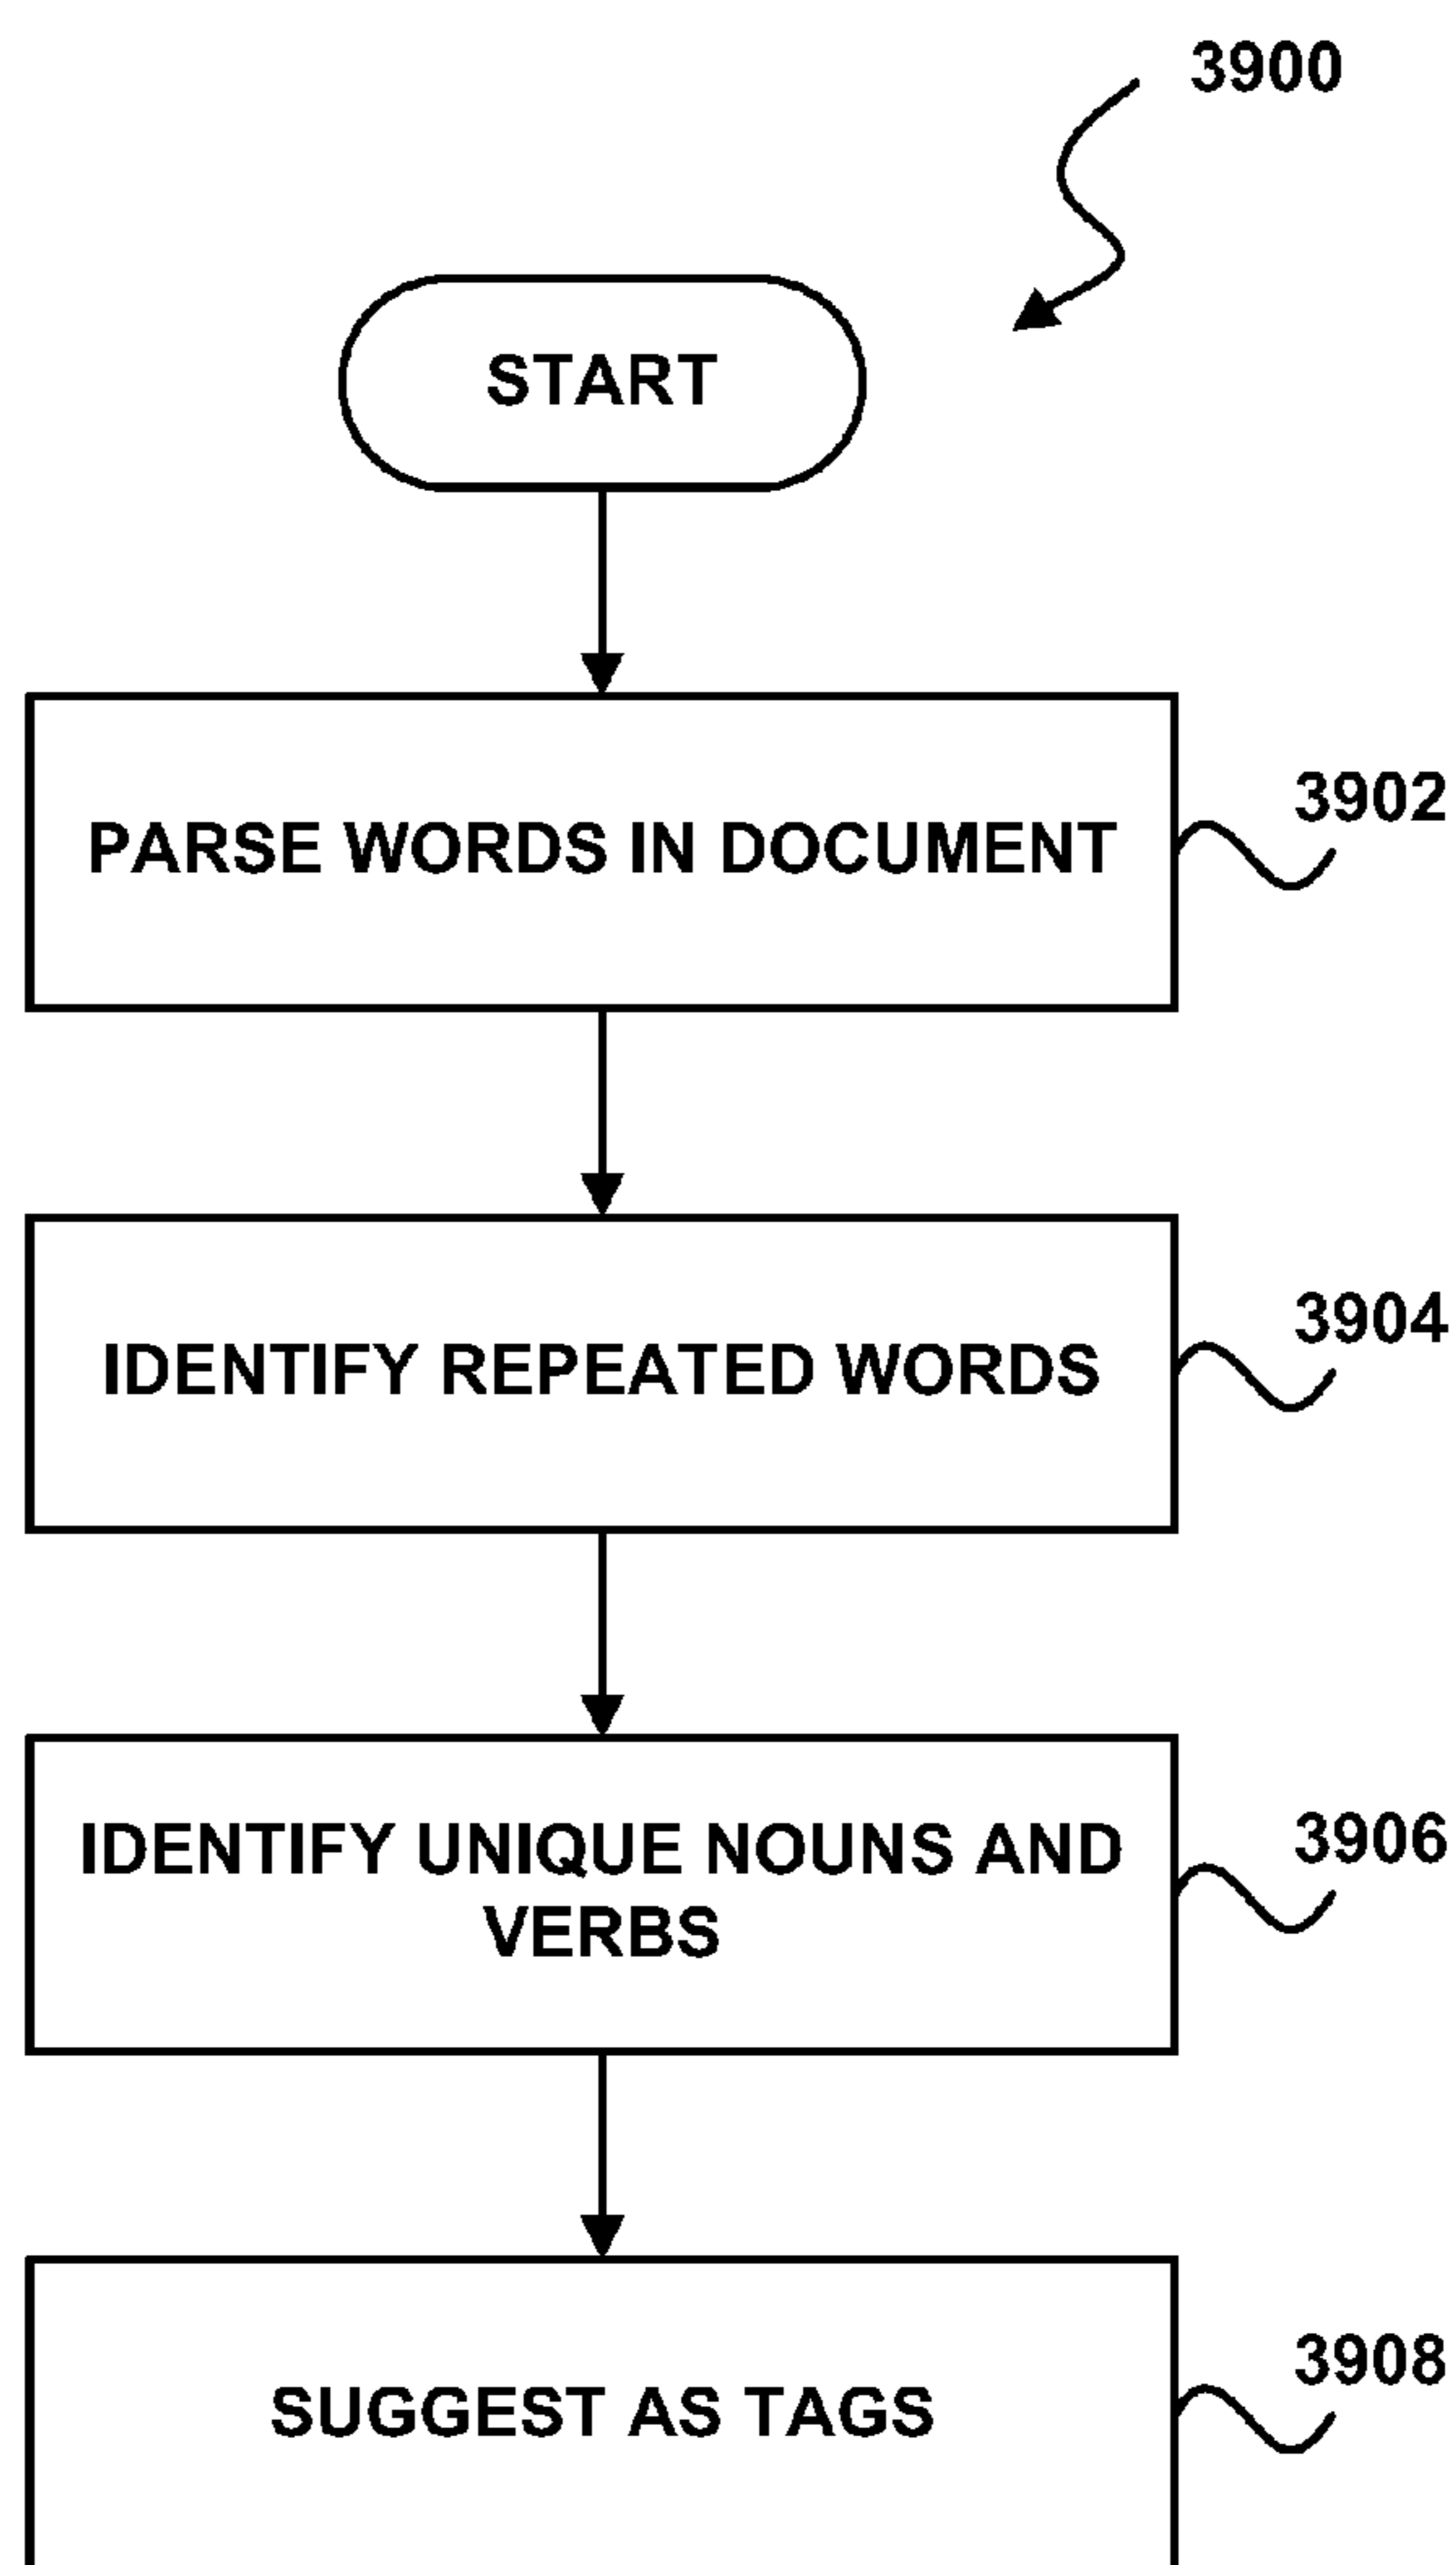 3900
START
PARSE WORDS IN DOCUMENT
3902
IDENTIFY REPEATED WORDS
3904
IDENTIFY UNIQUE NOUNS AND
VERBS
3906
SUGGEST AS TAGS
3908